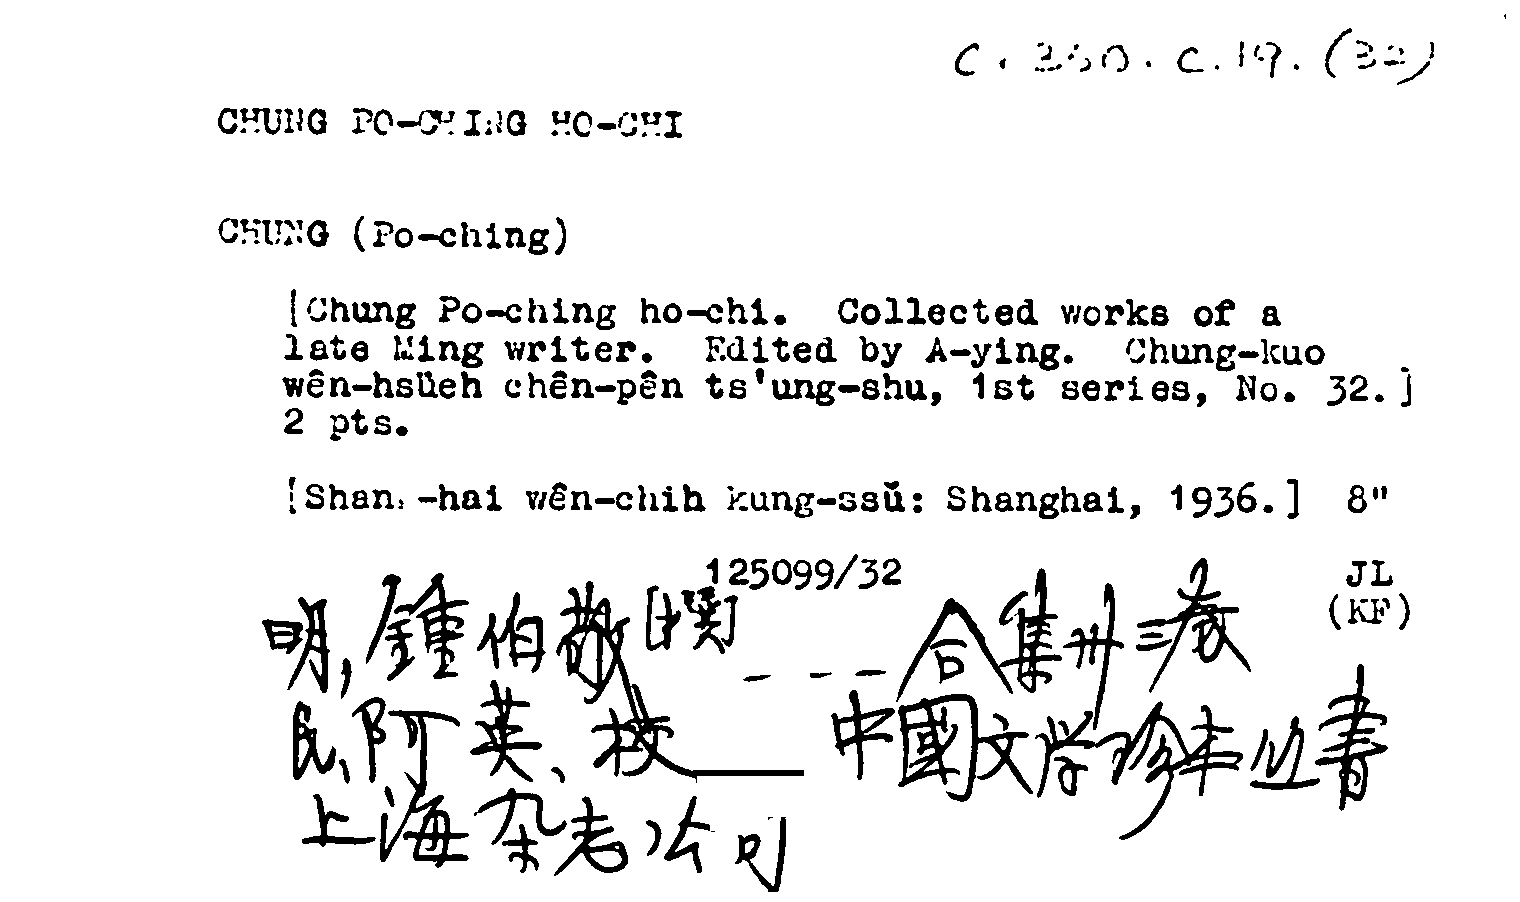 C. 260. c. 19. (32)
CHUNG PO-CHING HO-CHI
CHUNG (Po-ching)
[Chung Po-ching ho-chi. Collected works of a
late Ming writer. Edited by A-ying. Chung-kuo
wên-hsüeh chên-pên ts'ung-shu, 1st series, No. 32.]
2 pts.
[Shan -hai wên-chih kung-ssŭ: Shanghai, 1936.] 8"
125099/32 JL
(KF)
明, 鍾伯敬[撰] - - - - 合集卅三卷
民、阿英、校 —— 中國文学珍本丛書
上海杂志公司